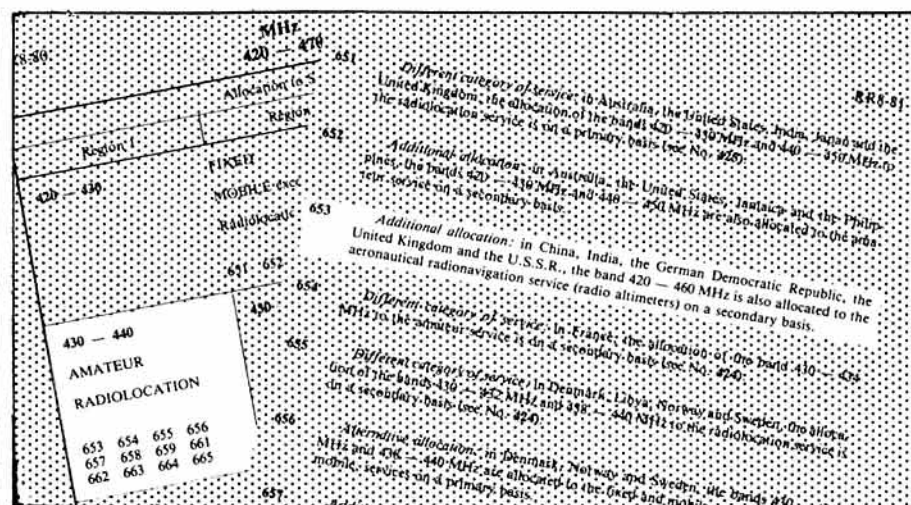 RR8-80
MHz
420 — 470
Allocation to S
Region 1
Region
420 — 430
FIXED
MOBILE exce
Radiolocatic
651 652
430 — 440
AMATEUR
RADIOLOCATION
653 654 655 656
657 658 659 661
662 663 664 665
430
RR8-81
651
Different category of service: in Australia, the United States, India, Japan and the
United Kingdom, the allocation of the bands 420 — 430 MHz and 440 — 450 MHz to
the radiolocation service is on a primary basis (see No. 425).
652
Additional allocation: in Australia, the United States, Jamaica and the Philip-
pines, the bands 420 — 430 MHz and 440 — 450 MHz are also allocated to the ama-
teur service on a secondary basis.
653
Additional allocation: in China, India, the German Democratic Republic, the
United Kingdom and the U.S.S.R., the band 420 — 460 MHz is also allocated to the
aeronautical radionavigation service (radio altimeters) on a secondary basis.
654
Different category of service: in France, the allocation of the band 430 — 434
MHz to the amateur service is on a secondary basis (see No. 424).
655
Different category of service: in Denmark, Libya, Norway and Sweden, the alloca-
tion of the bands 430 — 432 MHz and 438 — 440 MHz to the radiolocation service is
on a secondary basis (see No. 424).
656
Alternative allocation: in Denmark, Norway and Sweden, the bands 430
MHz and 438 — 440 MHz are allocated to the fixed and mobile,
mobile, services on a primary basis.
657